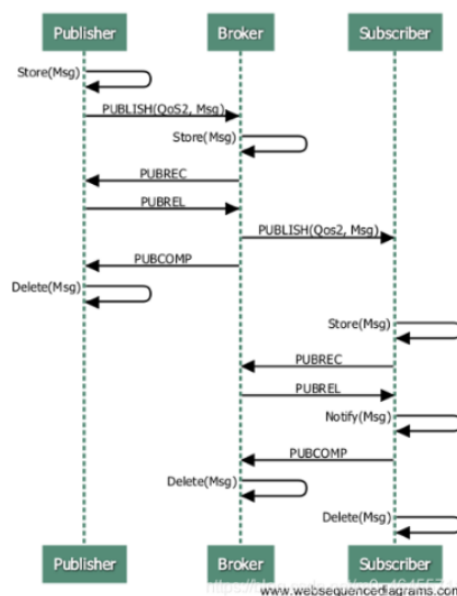 Publisher Broker Subscriber
Store(Msg)
PUBLISH(QoS2, Msg)
Store(Msg)
PUBREC
PUBREL
PUBLISH(Qos2, Msg)
PUBCOMP
Delete(Msg)
Store(Msg)
PUBREC
PUBREL
Notify(Msg)
PUBCOMP
Delete(Msg)
Delete(Msg)
Publisher Broker Subscriber
www.websequencediagrams.com